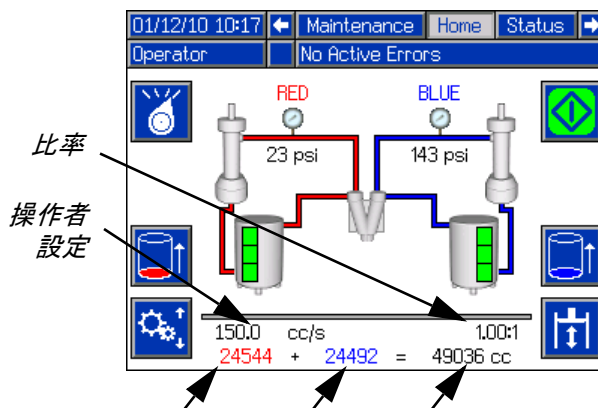 01/12/10 10:17 Maintenance Home Status
Operator No Active Errors
RED BLUE
23 psi 143 psi
比率
操作者
設定
150.0 cc/s 1.00:1
24544 + 24492 = 49036 cc